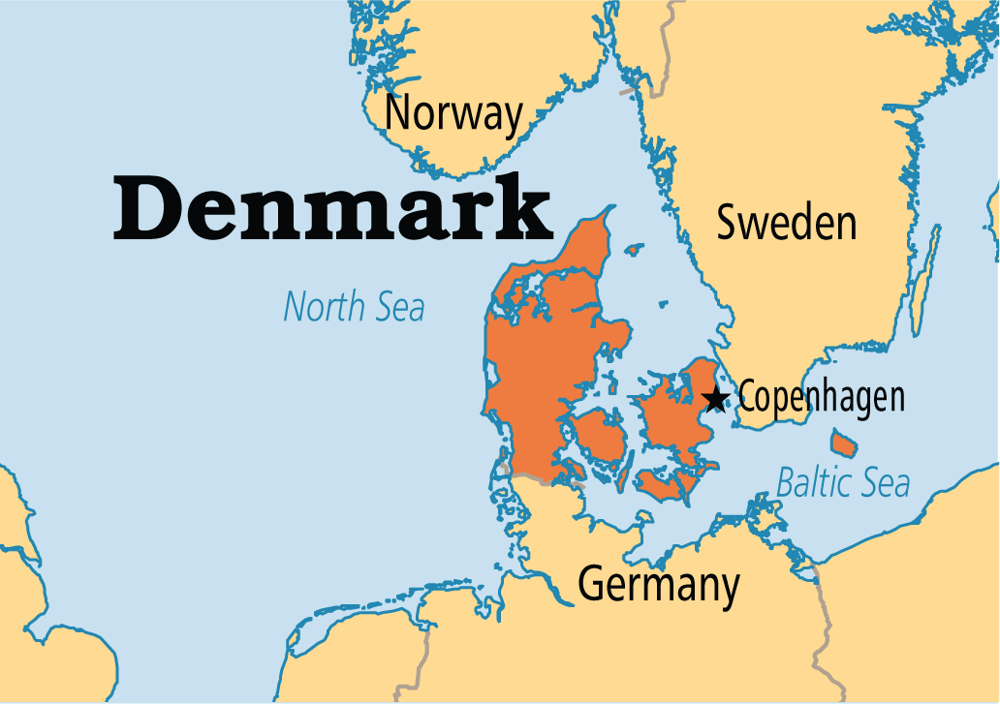 Norway
Denmark
Sweden
North Sea
Copenhagen
Baltic Sea
Germany